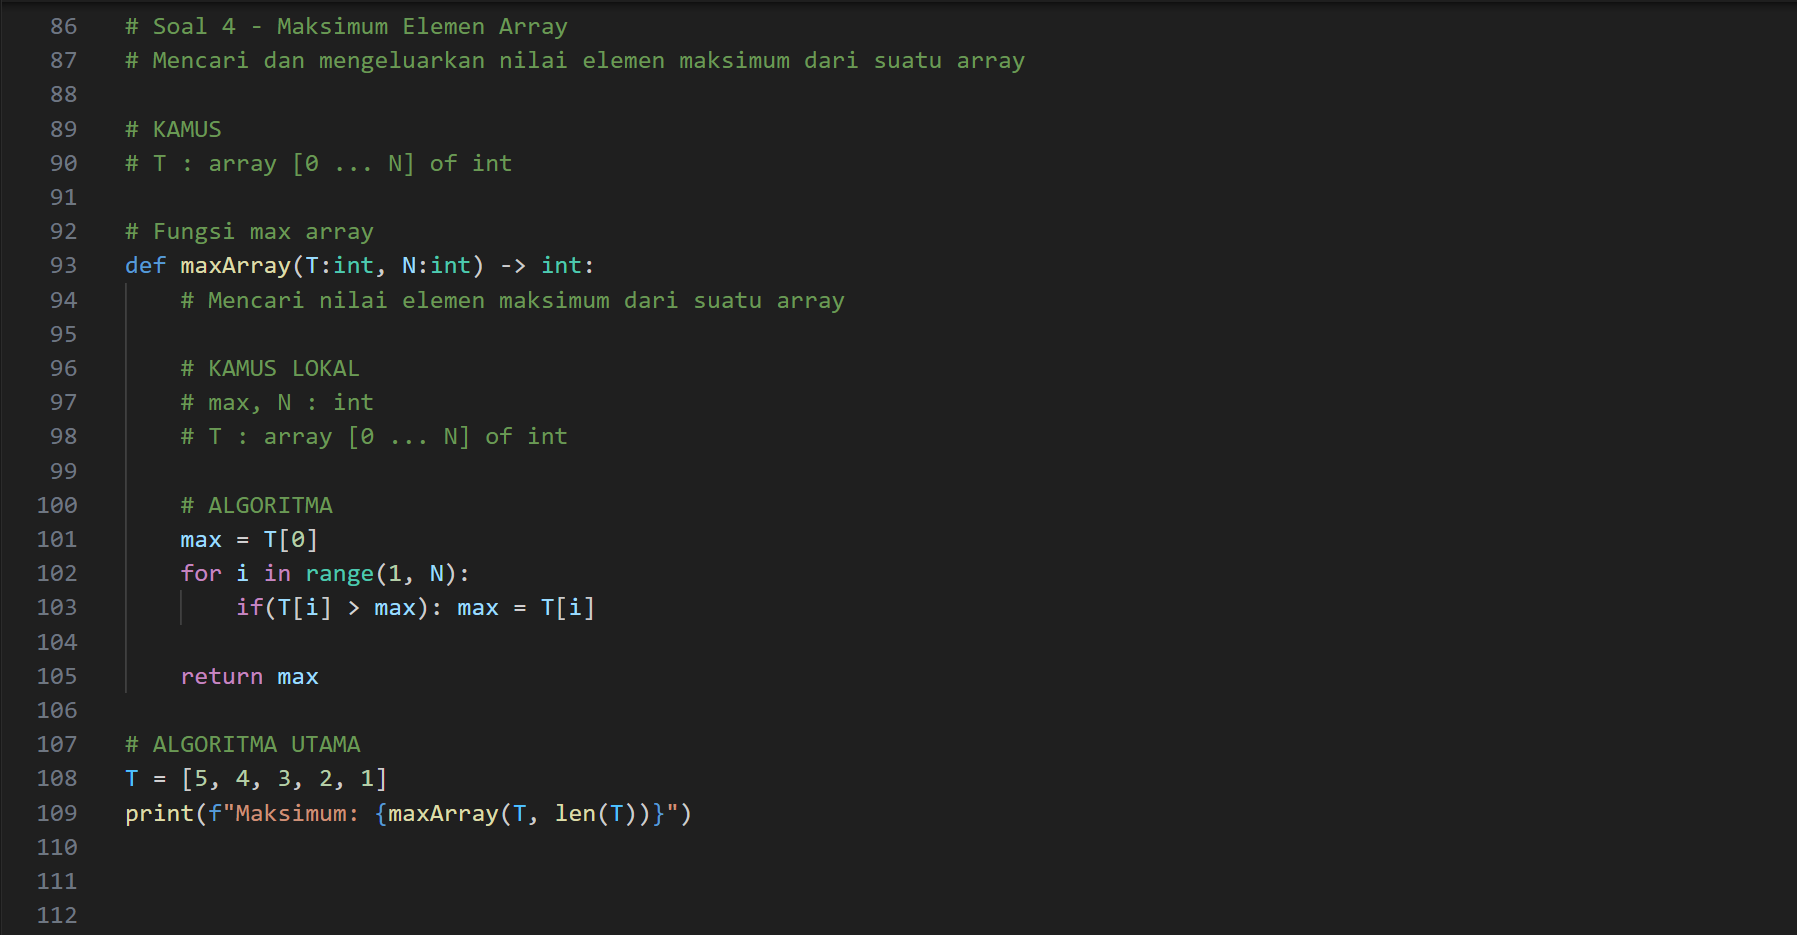 86 # Soal 4 - Maksimum Elemen Array
87 # Mencari dan mengeluarkan nilai elemen maksimum dari suatu array
88
89 # KAMUS
90 # T : array [0 ... N] of int
91
92 # Fungsi max array
93 def maxArray(T:int, N:int) -> int:
94     # Mencari nilai elemen maksimum dari suatu array
95
96     # KAMUS LOKAL
97     # max, N : int
98     # T : array [0 ... N] of int
99
100     # ALGORITMA
101     max = T[0]
102     for i in range(1, N):
103         if(T[i] > max): max = T[i]
104
105     return max
106
107 # ALGORITMA UTAMA
108 T = [5, 4, 3, 2, 1]
109 print(f"Maksimum: {maxArray(T, len(T))}")
110
111
112